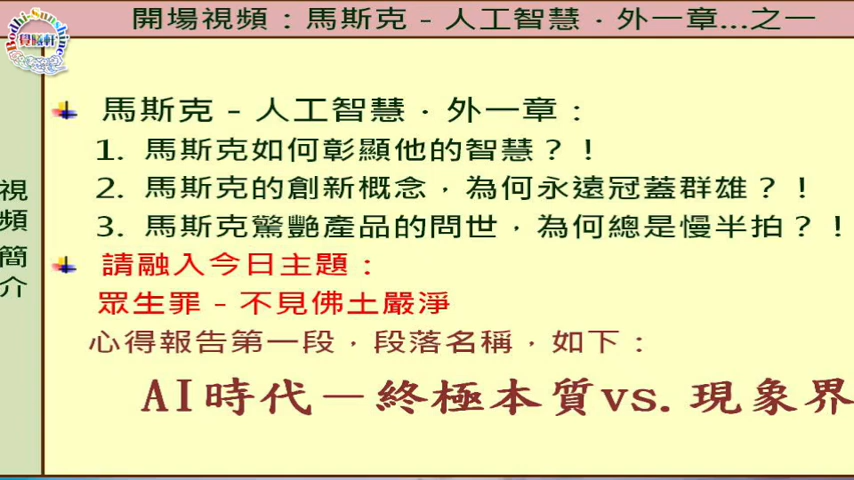 開場視頻：馬斯克－人工智慧．外一章...之一
Bodhi-Sunshine
覺曦軒
視頻簡介
馬斯克－人工智慧．外一章：
1. 馬斯克如何彰顯他的智慧？！
2. 馬斯克的創新概念，為何永遠冠蓋群雄？！
3. 馬斯克驚艷產品的問世，為何總是慢半拍？！
請融入今日主題：
眾生罪－不見佛土嚴淨
心得報告第一段，段落名稱，如下：
AI時代－終極本質vs.現象界